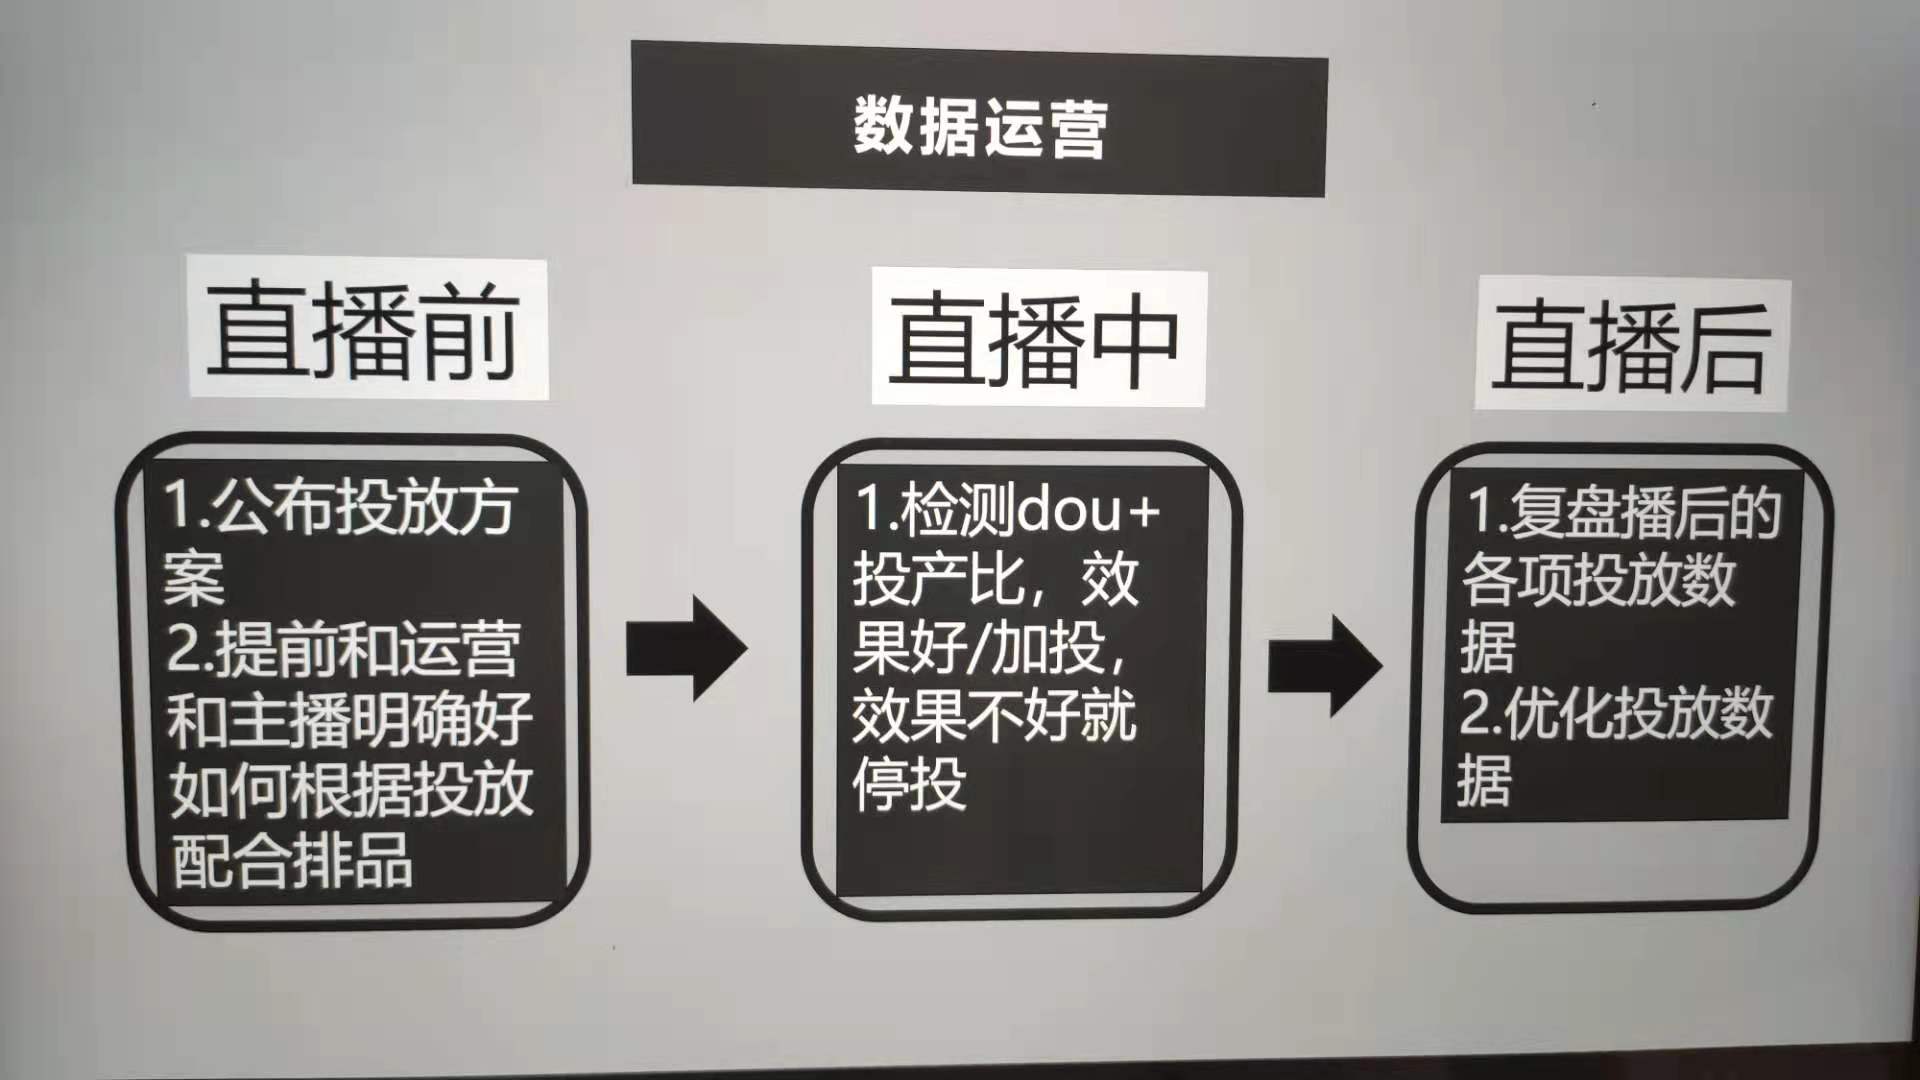 数据运营
直播前
1.公布投放方
案
2.提前和运营
和主播明确好
如何根据投放
配合排品
直播中
1.检测dou+
投产比，效
果好/加投，
效果不好就
停投
直播后
1.复盘播后的
各项投放数
据
2.优化投放数
据